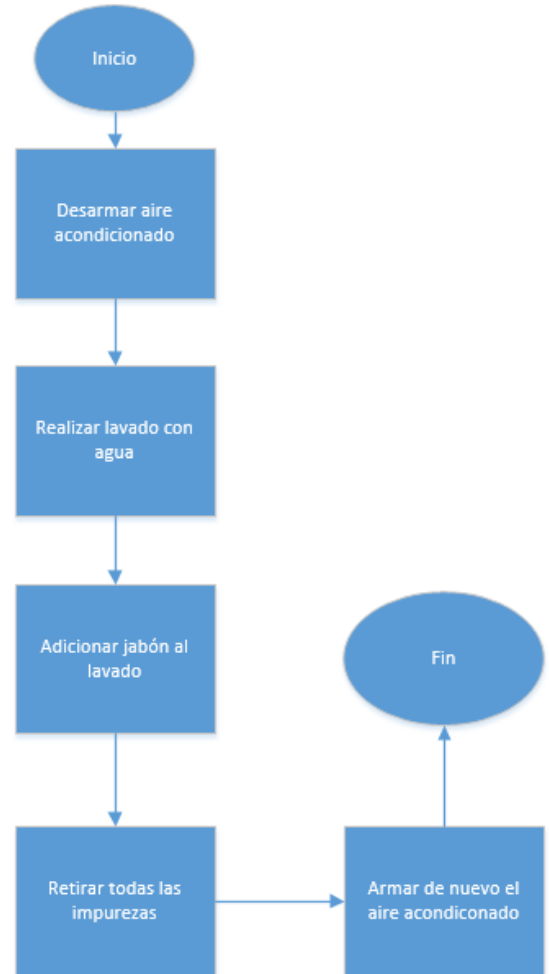 Inicio
Desarmar aire
acondicionado
Realizar lavado con
agua
Adicionar jabón al
lavado
Retirar todas las
impurezas
Armar de nuevo el
aire acondiconado
Fin